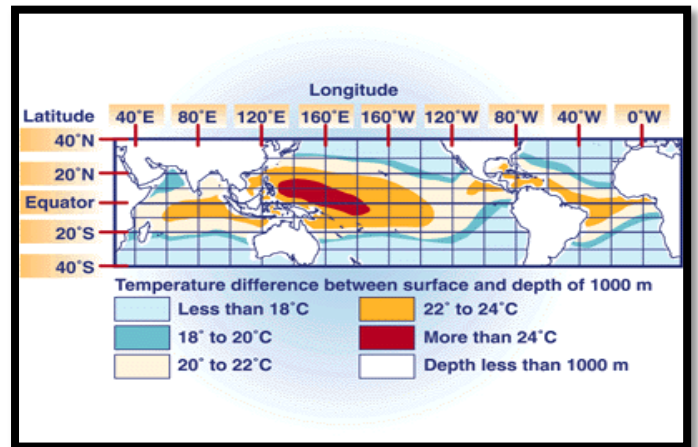 Longitude
Latitude 40˚E 80˚E 120˚E 160˚E 160˚W 120˚W 80˚W 40˚W 0˚W
40˚N
20˚N
Equator
20˚S
40˚S
Temperature difference between surface and depth of 1000 m
Less than 18˚C 22˚ to 24˚C
18˚ to 20˚C More than 24˚C
20˚ to 22˚C Depth less than 1000 m